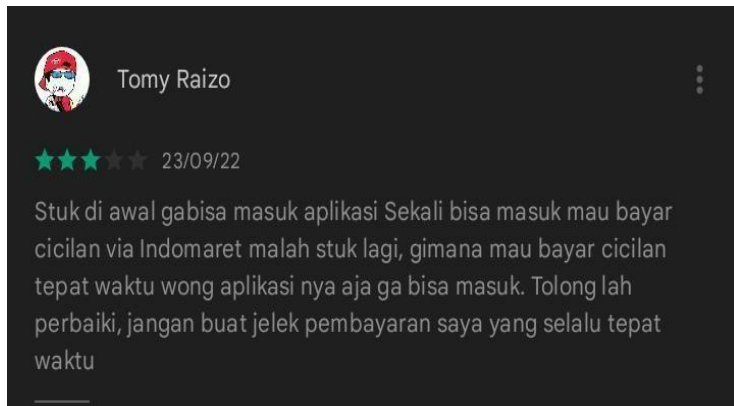 Tomy Raizo
23/09/22
Stuk di awal gabisa masuk aplikasi Sekali bisa masuk mau bayar
cicilan via Indomaret malah stuk lagi, gimana mau bayar cicilan
tepat waktu wong aplikasi nya aja ga bisa masuk. Tolong lah
perbaiki, jangan buat jelek pembayaran saya yang selalu tepat
waktu